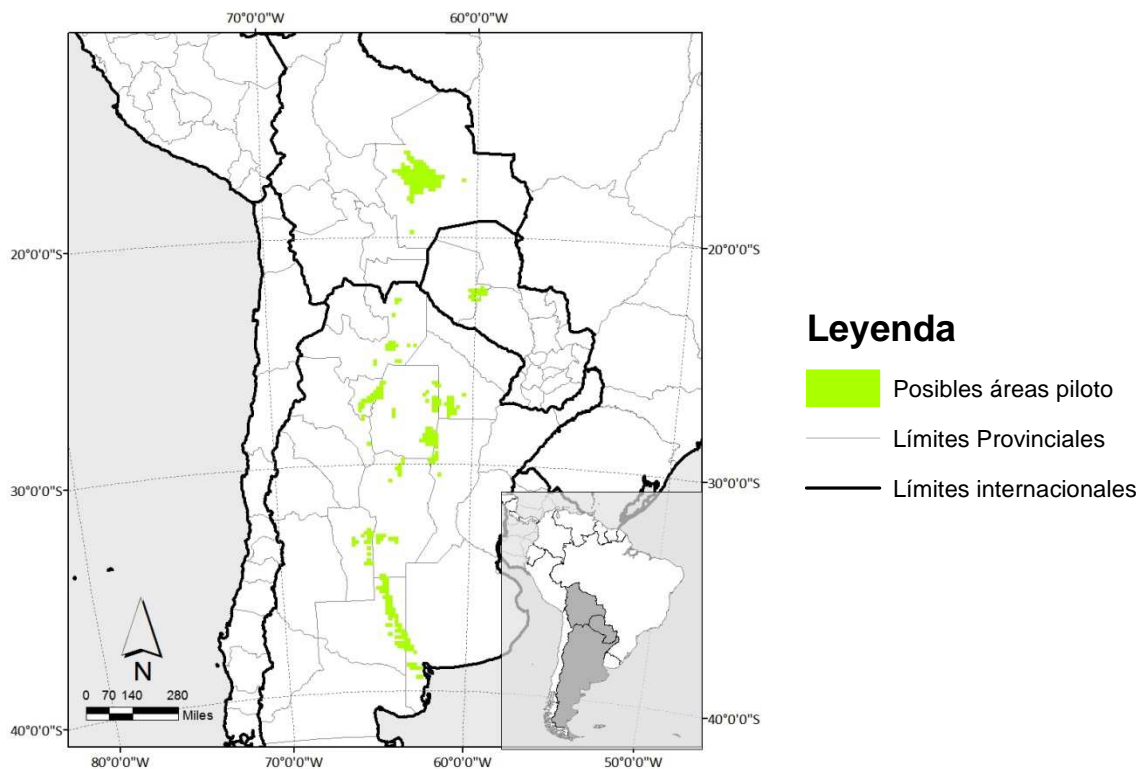 70°0'0"W
60°0'0"W
20°0'0"S
20°0'0"S
30°0'0"S
30°0'0"S
40°0'0"S
40°0'0"S
N
0 70 140 280
Miles
80°0'0"W
70°0'0"W
60°0'0"W
50°0'0"W
Leyenda
Posibles áreas piloto
Límites Provinciales
Límites internacionales